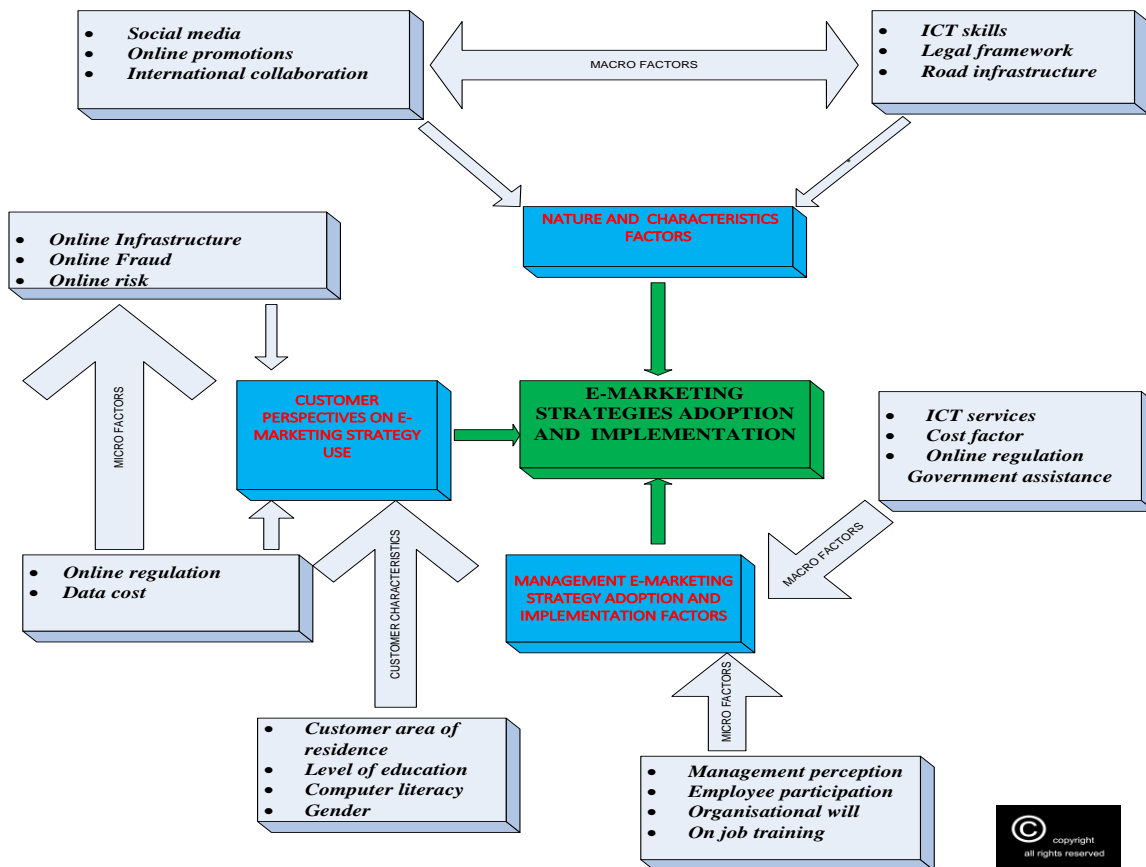 • Social media
• Online promotions
• International collaboration
MACRO FACTORS
• ICT skills
• Legal framework
• Road infrastructure
NATURE AND CHARACTERISTICS
FACTORS
• Online Infrastructure
• Online Fraud
• Online risk
MICRO FACTORS
CUSTOMER
PERSPECTIVES ON E-
MARKETING STRATEGY
USE
E-MARKETING
STRATEGIES ADOPTION
AND IMPLEMENTATION
• ICT services
• Cost factor
• Online regulation
Government assistance
MACRO FACTORS
• Online regulation
• Data cost
CUSTOMER CHARACTERISTICS
MANAGEMENT E-MARKETING
STRATEGY ADOPTION AND
IMPLEMENTATION FACTORS
MICRO FACTORS
• Customer area of
residence
• Level of education
• Computer literacy
• Gender
• Management perception
• Employee participation
• Organisational will
• On job training
© copyright
all rights reserved